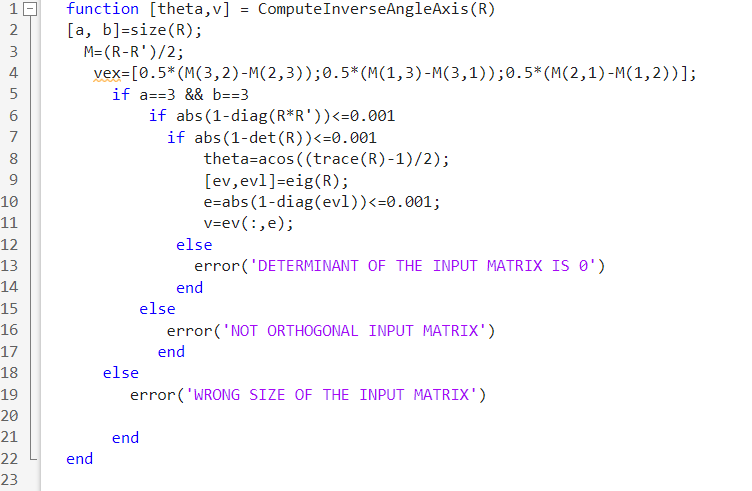 1 function [theta,v] = ComputeInverseAngleAxis(R)
2 [a, b]=size(R);
3 M=(R-R')/2;
4 vex=[0.5*(M(3,2)-M(2,3));0.5*(M(1,3)-M(3,1));0.5*(M(2,1)-M(1,2))];
5 if a==3 && b==3
6 if abs(1-diag(R*R'))<=0.001
7 if abs(1-det(R))<=0.001
8 theta=acos((trace(R)-1)/2);
9 [ev,evl]=eig(R);
10 e=abs(1-diag(evl))<=0.001;
11 v=ev(:,e);
12 else
13 error('DETERMINANT OF THE INPUT MATRIX IS 0')
14 end
15 else
16 error('NOT ORTHOGONAL INPUT MATRIX')
17 end
18 else
19 error('WRONG SIZE OF THE INPUT MATRIX')
20
21 end
22 end
23